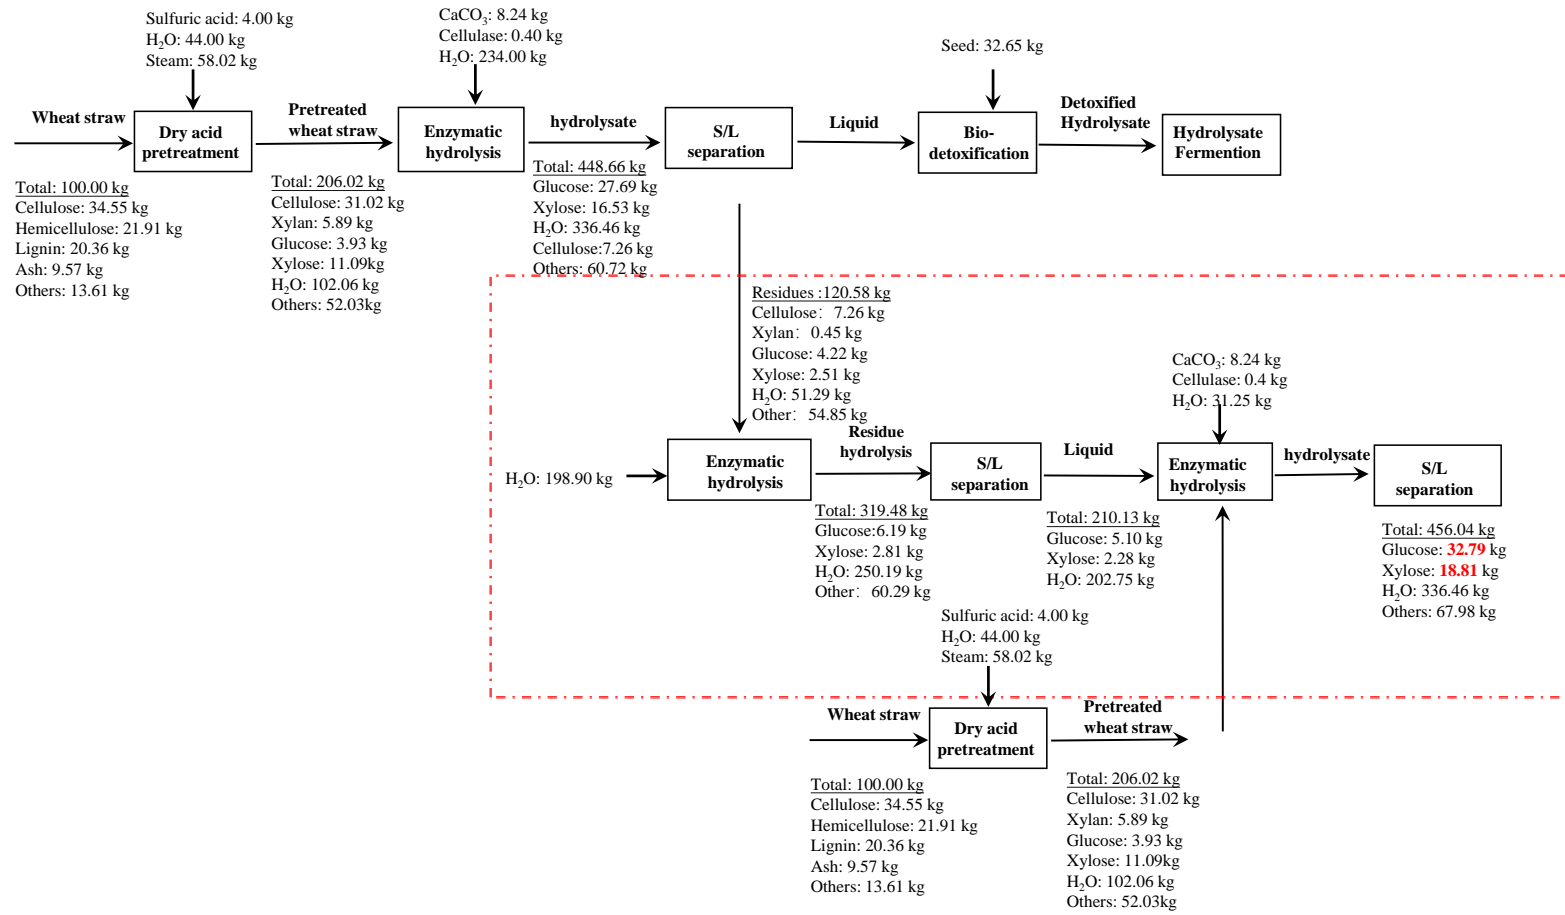 Sulfuric acid: 4.00 kg
H₂O: 44.00 kg
Steam: 58.02 kg
CaCO₃: 8.24 kg
Cellulase: 0.40 kg
H₂O: 234.00 kg
Seed: 32.65 kg
Wheat straw
Dry acid
pretreatment
Pretreated
wheat straw
Enzymatic
hydrolysis
hydrolysate
S/L
separation
Liquid
Bio-
detoxification
Detoxified
Hydrolysate
Hydrolysate
Fermention
Total: 100.00 kg
Cellulose: 34.55 kg
Hemicellulose: 21.91 kg
Lignin: 20.36 kg
Ash: 9.57 kg
Others: 13.61 kg
Total: 206.02 kg
Cellulose: 31.02 kg
Xylan: 5.89 kg
Glucose: 3.93 kg
Xylose: 11.09kg
H₂O: 102.06 kg
Others: 52.03kg
Total: 448.66 kg
Glucose: 27.69 kg
Xylose: 16.53 kg
H₂O: 336.46 kg
Cellulose:7.26 kg
Others: 60.72 kg
Residues :120.58 kg
Cellulose： 7.26 kg
Xylan： 0.45 kg
Glucose: 4.22 kg
Xylose: 2.51 kg
H₂O: 51.29 kg
Other： 54.85 kg
CaCO₃: 8.24 kg
Cellulase: 0.4 kg
H₂O: 31.25 kg
H₂O: 198.90 kg
Enzymatic
hydrolysis
Residue
hydrolysis
S/L
separation
Liquid
Enzymatic
hydrolysis
hydrolysate
S/L
separation
Total: 319.48 kg
Glucose:6.19 kg
Xylose: 2.81 kg
H₂O: 250.19 kg
Other： 60.29 kg
Total: 210.13 kg
Glucose: 5.10 kg
Xylose: 2.28 kg
H₂O: 202.75 kg
Total: 456.04 kg
Glucose: 32.79 kg
Xylose: 18.81 kg
H₂O: 336.46 kg
Others: 67.98 kg
Sulfuric acid: 4.00 kg
H₂O: 44.00 kg
Steam: 58.02 kg
Wheat straw
Dry acid
pretreatment
Pretreated
wheat straw
Total: 100.00 kg
Cellulose: 34.55 kg
Hemicellulose: 21.91 kg
Lignin: 20.36 kg
Ash: 9.57 kg
Others: 13.61 kg
Total: 206.02 kg
Cellulose: 31.02 kg
Xylan: 5.89 kg
Glucose: 3.93 kg
Xylose: 11.09kg
H₂O: 102.06 kg
Others: 52.03kg